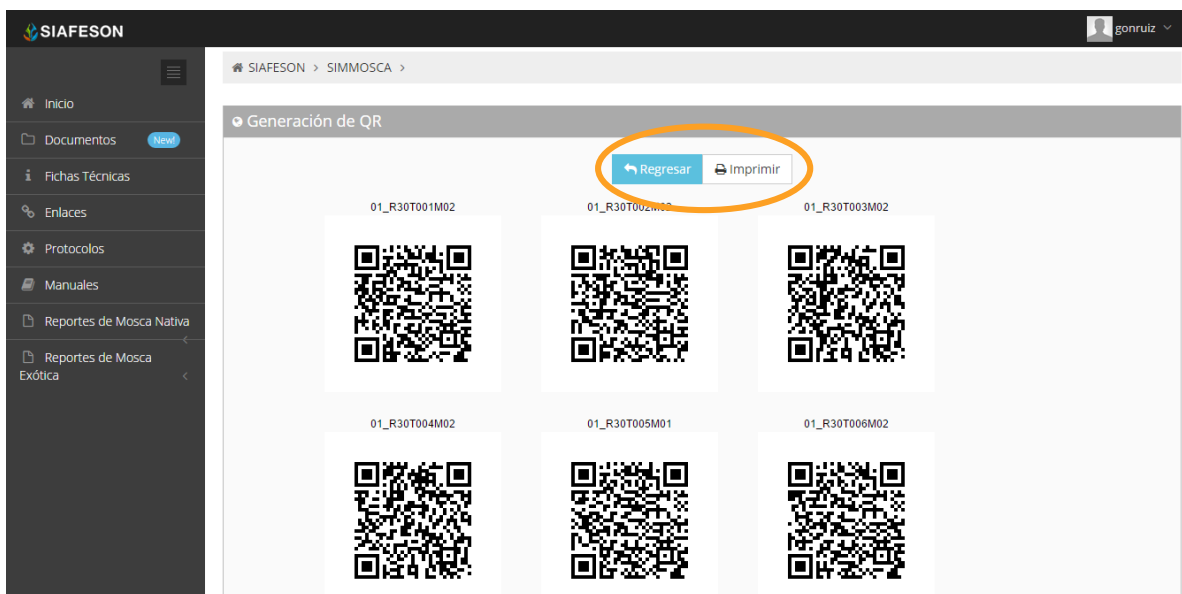 SIAFESON
gonruiz
SIAFESON > SIMMOSCA >
Inicio
Documentos New!
Fichas Técnicas
Enlaces
Protocolos
Manuales
Reportes de Mosca Nativa
Reportes de Mosca
Exótica
Generación de QR
Regresar Imprimir
01_R30T001M02 01_R30T002M02 01_R30T003M02
01_R30T004M02 01_R30T005M01 01_R30T006M02